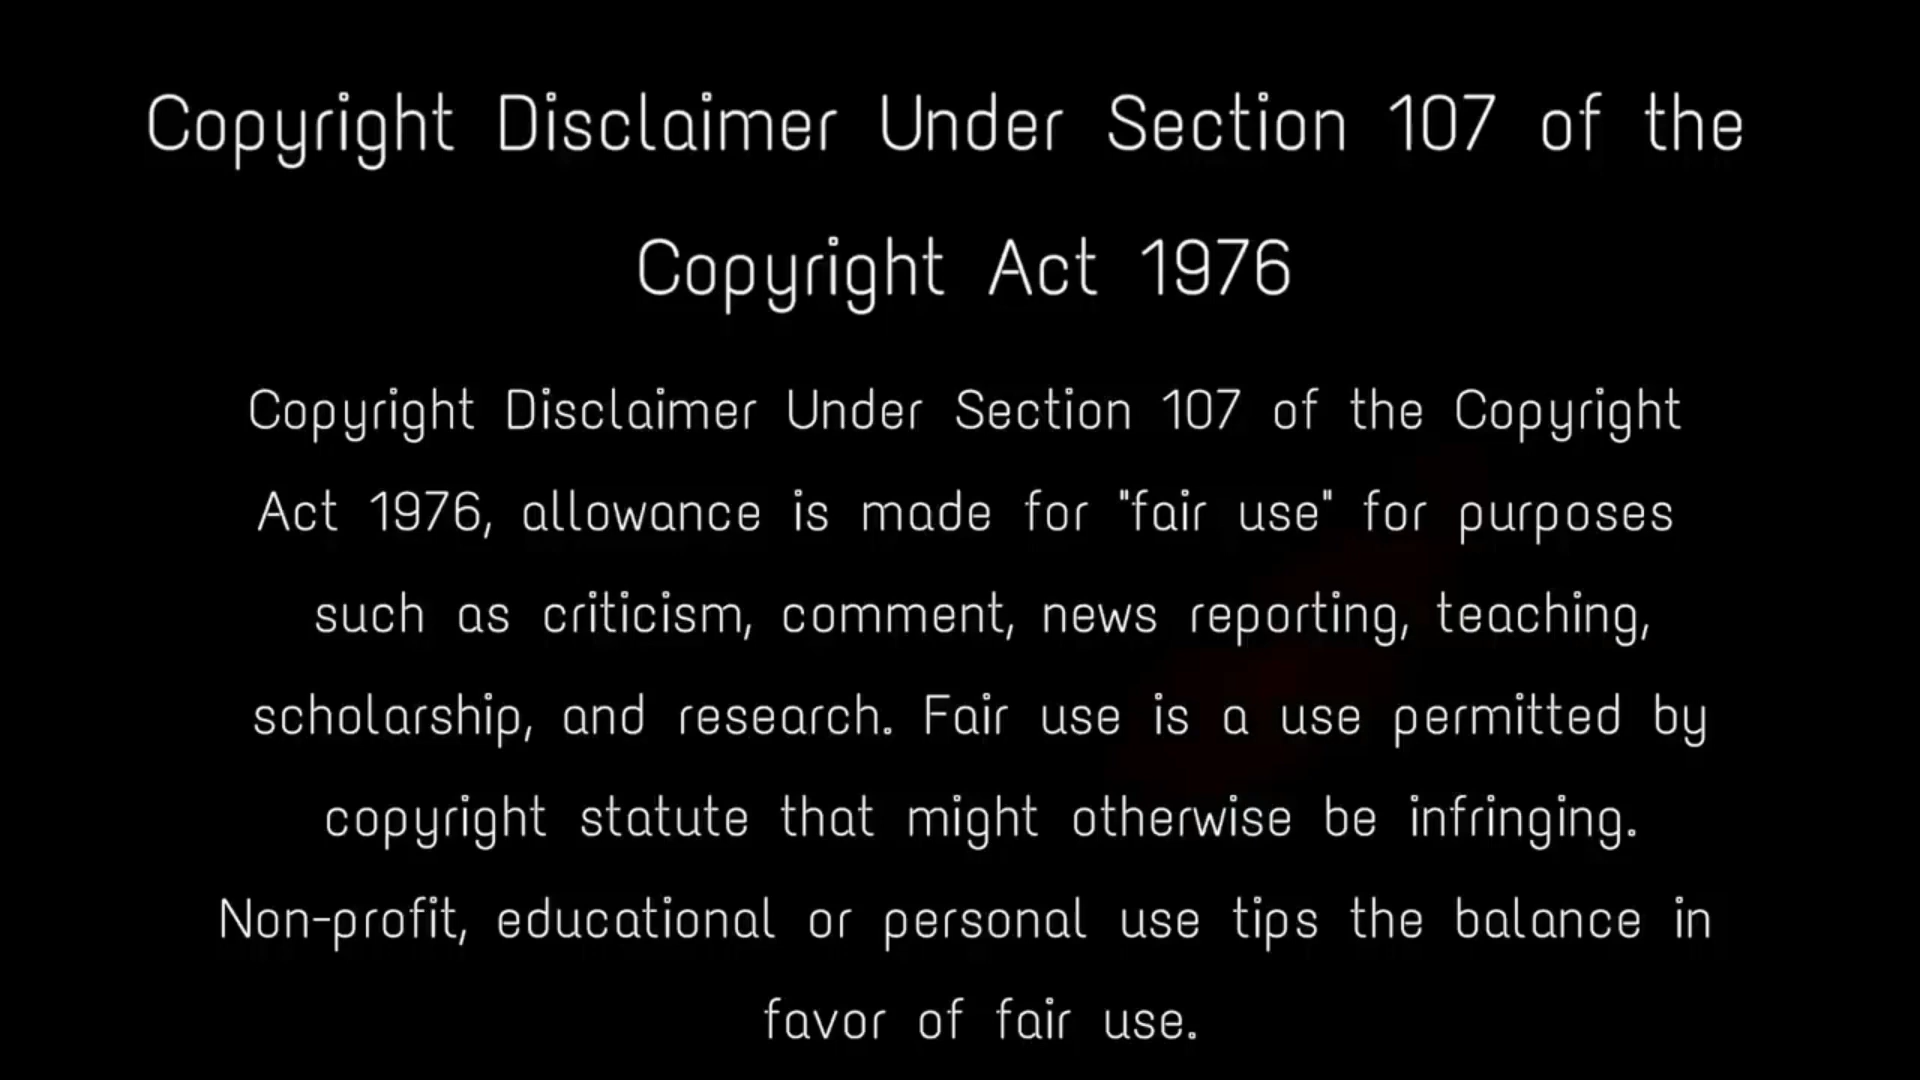 Copyright Disclaimer Under Section 107 of the
Copyright Act 1976
Copyright Disclaimer Under Section 107 of the Copyright
Act 1976, allowance is made for "fair use" for purposes
such as criticism, comment, news reporting, teaching,
scholarship, and research. Fair use is a use permitted by
copyright statute that might otherwise be infringing.
Non-profit, educational or personal use tips the balance in
favor of fair use.